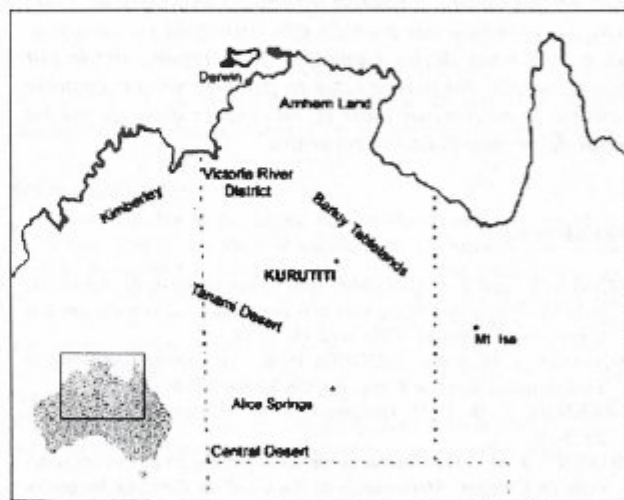 Darwin
Arnhem Land
Victoria River
District
Kimberley
Barkly Tablelands
KURUTITI
Tanami Desert
Mt Isa
Alice Springs
Central Desert